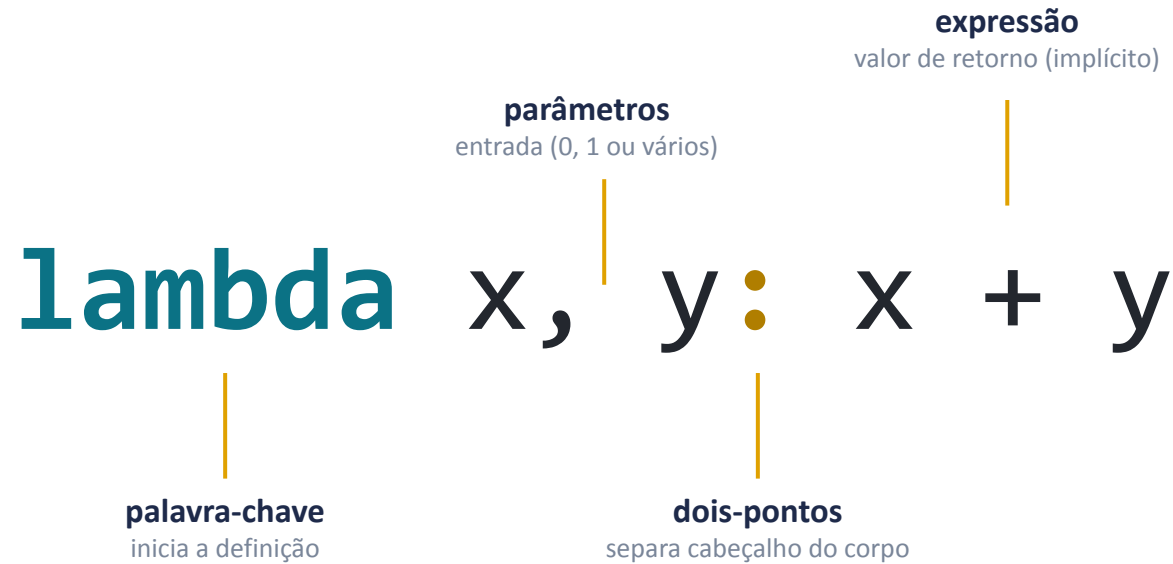 expressão
valor de retorno (implícito)
parâmetros
entrada (0, 1 ou vários)
lambda x, y: x + y
palavra-chave
inicia a definição
dois-pontos
separa cabeçalho do corpo